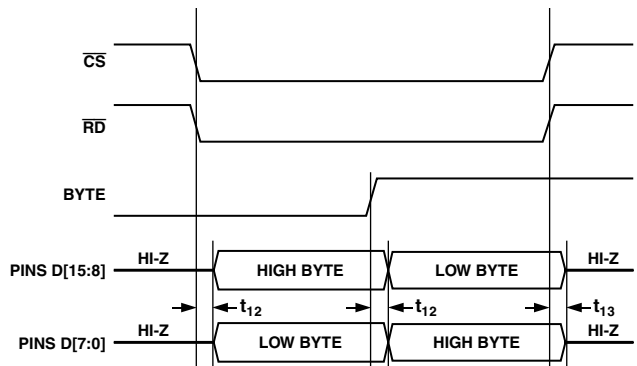 CS
RD
BYTE
PINS D[15:8] HI-Z HIGH BYTE LOW BYTE HI-Z
t12 t12 t13
PINS D[7:0] HI-Z LOW BYTE HIGH BYTE HI-Z